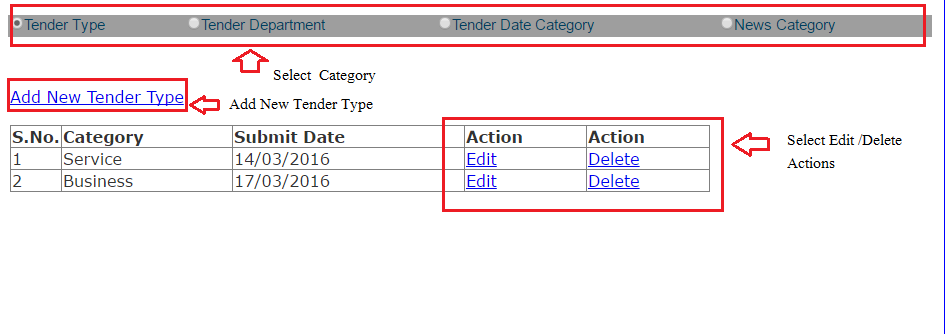 Tender Type Tender Department Tender Date Category News Category
Select Category
Add New Tender Type Add New Tender Type
S.No. Category Submit Date Action Action
Select Edit /Delete
1 Service 14/03/2016 Edit Delete
Actions
2 Business 17/03/2016 Edit Delete